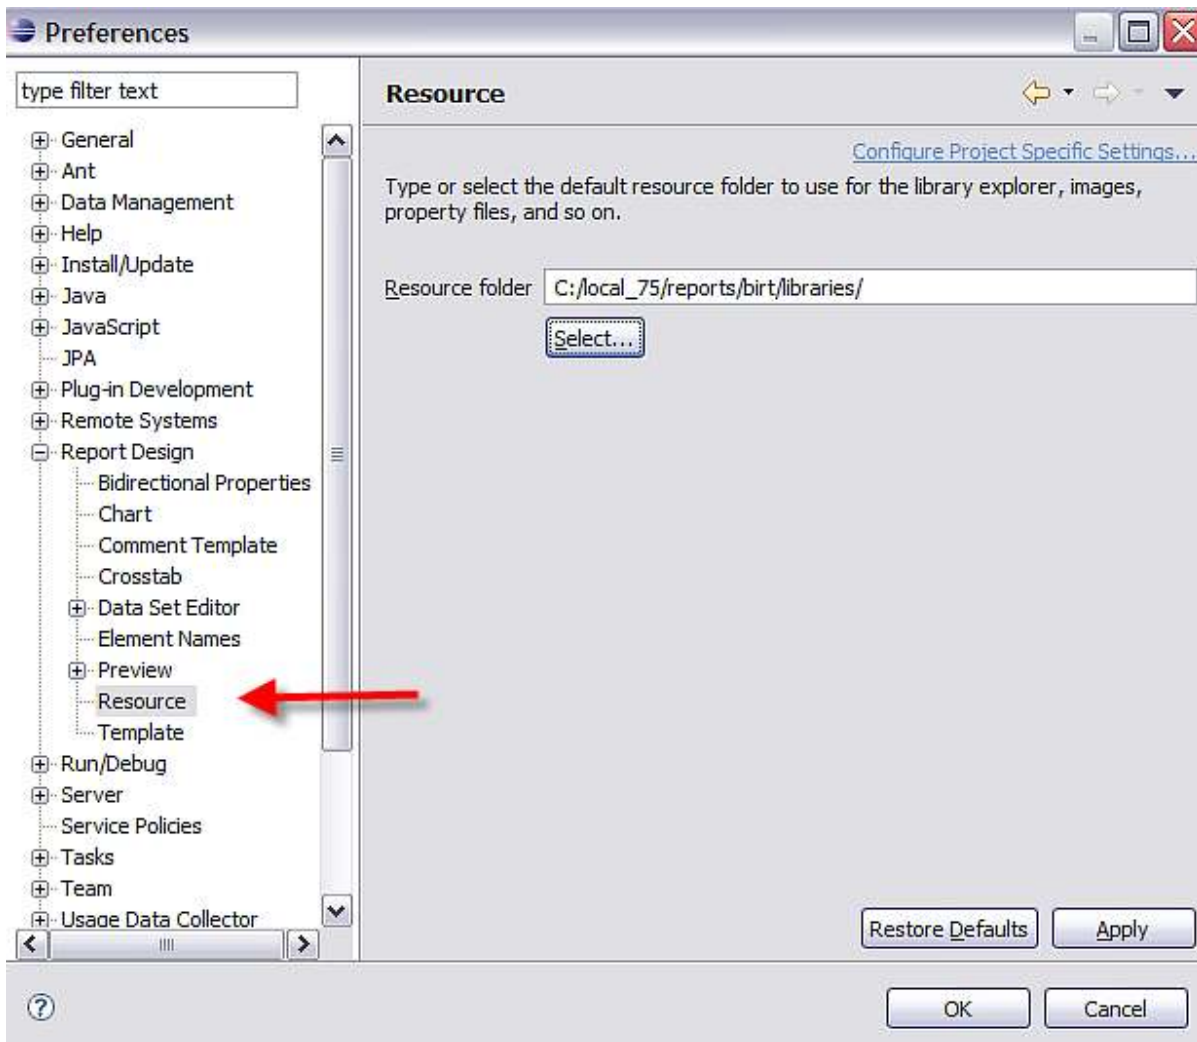 Preferences
type filter text
General
Ant
Data Management
Help
Install/Update
Java
JavaScript
JPA
Plug-in Development
Remote Systems
Report Design
Bidirectional Properties
Chart
Comment Template
Crosstab
Data Set Editor
Element Names
Preview
Resource
Template
Run/Debug
Server
Service Policies
Tasks
Team
Usage Data Collector
Resource
Configure Project Specific Settings...
Type or select the default resource folder to use for the library explorer, images,
property files, and so on.
Resource folder C:/local_75/reports/birt/libraries/
Select...
Restore Defaults Apply
? OK Cancel